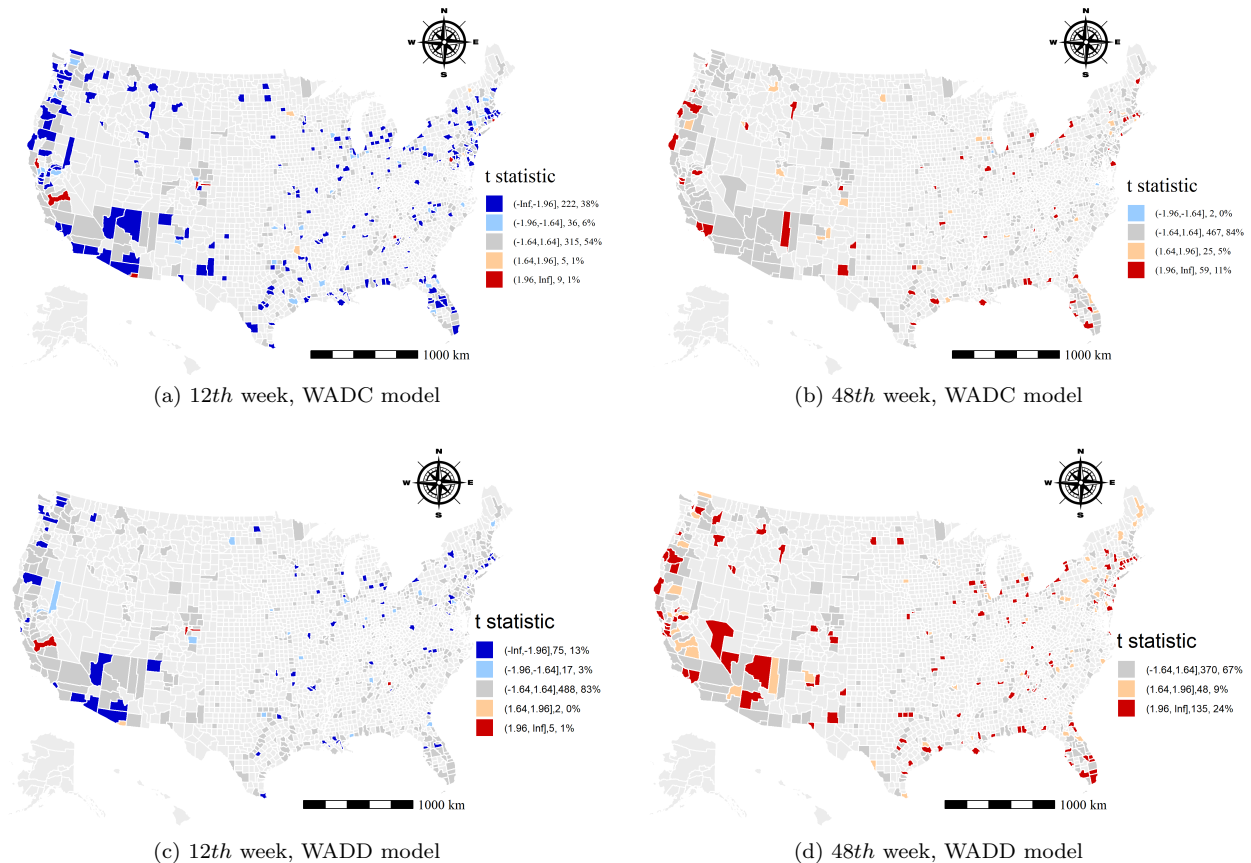 N
W E
S
t statistic
(-Inf,-1.96], 222, 38%
(-1.96,-1.64], 36, 6%
(-1.64,1.64], 315, 54%
(1.64,1.96], 5, 1%
(1.96, Inf], 9, 1%
1000 km
(a) 12th week, WADC model
N
W E
S
t statistic
(-1.96,-1.64], 2, 0%
(-1.64,1.64], 467, 84%
(1.64,1.96], 25, 5%
(1.96, Inf], 59, 11%
1000 km
(b) 48th week, WADC model
N
W E
S
t statistic
(-Inf,-1.96],75, 13%
(-1.96,-1.64],17, 3%
(-1.64,1.64],488, 83%
(1.64,1.96],2, 0%
(1.96, Inf],5, 1%
1000 km
(c) 12th week, WADD model
N
W E
S
t statistic
(-1.64,1.64],370, 67%
(1.64,1.96],48, 9%
(1.96, Inf],135, 24%
1000 km
(d) 48th week, WADD model